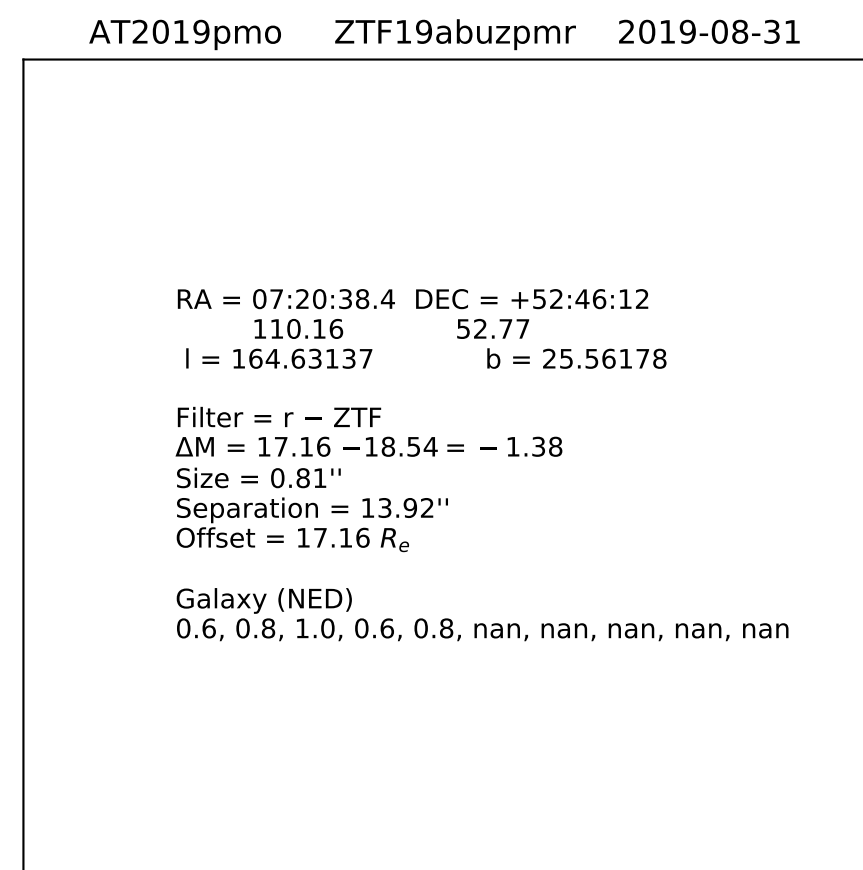 AT2019pmo ZTF19abuzpmr 2019-08-31
RA = 07:20:38.4 DEC = +52:46:12
110.16 52.77
l = 164.63137 b = 25.56178
Filter = r − ZTF
ΔM = 17.16 −18.54 = − 1.38
Size = 0.81''
Separation = 13.92''
Offset = 17.16 Rₑ
Galaxy (NED)
0.6, 0.8, 1.0, 0.6, 0.8, nan, nan, nan, nan, nan